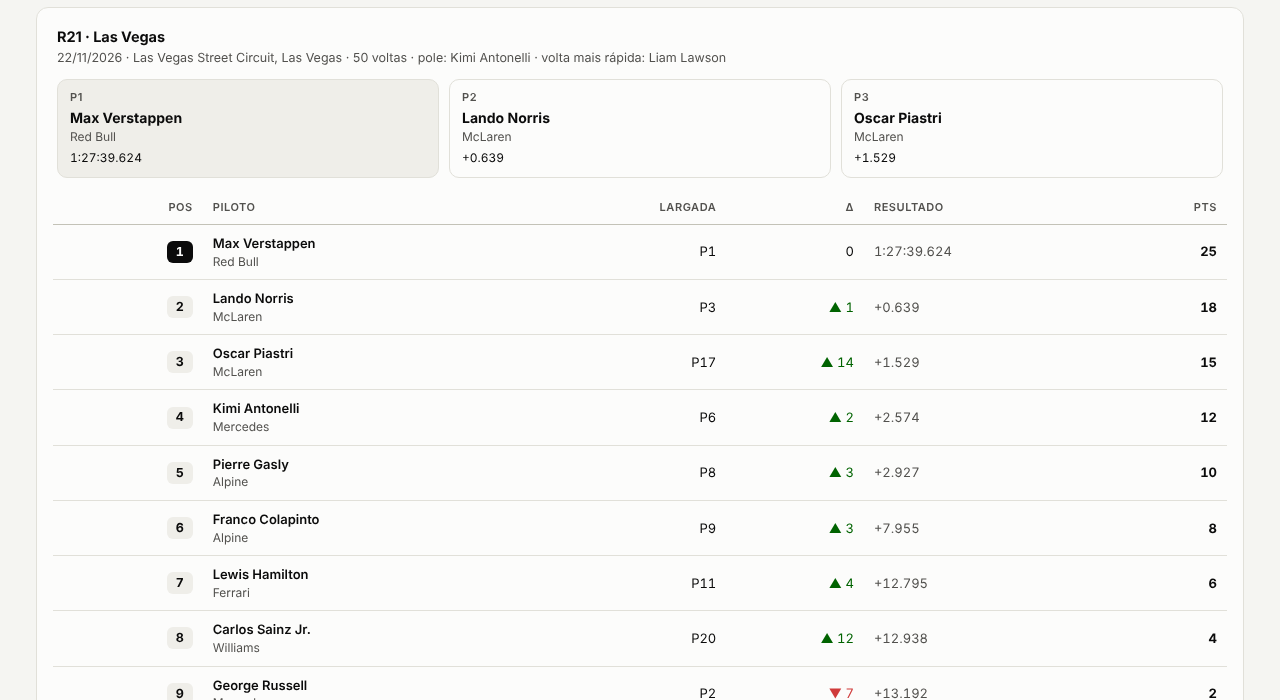 R21 · Las Vegas
22/11/2026 · Las Vegas Street Circuit, Las Vegas · 50 voltas · pole: Kimi Antonelli · volta mais rápida: Liam Lawson
P1
Max Verstappen
Red Bull
1:27:39.624
P2
Lando Norris
McLaren
+0.639
P3
Oscar Piastri
McLaren
+1.529
POS PILOTO LARGADA Δ RESULTADO PTS
1 Max Verstappen P1 0 1:27:39.624 25
Red Bull
2 Lando Norris P3 ▲ 1 +0.639 18
McLaren
3 Oscar Piastri P17 ▲ 14 +1.529 15
McLaren
4 Kimi Antonelli P6 ▲ 2 +2.574 12
Mercedes
5 Pierre Gasly P8 ▲ 3 +2.927 10
Alpine
6 Franco Colapinto P9 ▲ 3 +7.955 8
Alpine
7 Lewis Hamilton P11 ▲ 4 +12.795 6
Ferrari
8 Carlos Sainz Jr. P20 ▲ 12 +12.938 4
Williams
9 George Russell P2 ▼ 7 +13.192 2